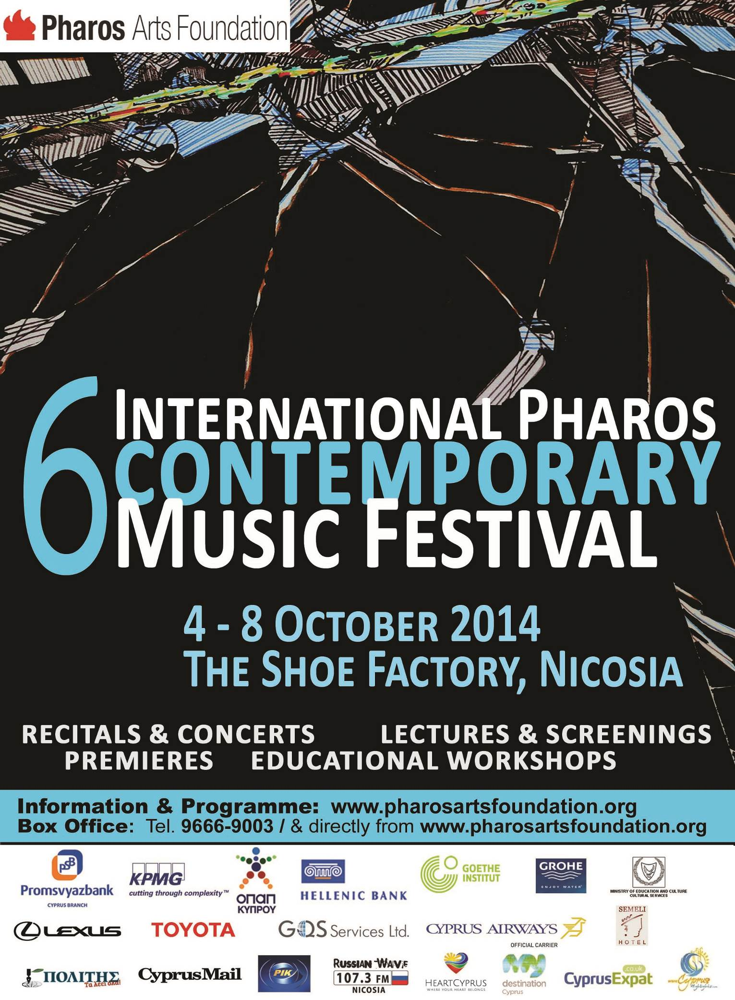 Pharos Arts Foundation
6 INTERNATIONAL PHAROS
CONTEMPORARY
MUSIC FESTIVAL
4 - 8 OCTOBER 2014
THE SHOE FACTORY, NICOSIA
RECITALS & CONCERTS LECTURES & SCREENINGS
PREMIERES EDUCATIONAL WORKSHOPS
Information & Programme: www.pharosartsfoundation.org
Box Office: Tel. 9666-9003 / & directly from www.pharosartsfoundation.org
PSB
Promsvyazbank
CYPRUS BRANCH
KPMG
cutting through complexity™
οπαπ
ΚΥΠΡΟΥ
HELLENIC BANK
GOETHE
INSTITUT
GROHE
ENJOY WATER®
MINISTRY OF EDUCATION AND CULTURE
CULTURAL SERVICES
LEXUS
TOYOTA
GQS Services Ltd.
CYPRUS AIRWAYS
OFFICIAL CARRIER
SEMELI
HOTEL
ΠΟΛΙΤΗΣ
Τα λέει όλα!
CyprusMail
ΡΙΚ
RUSSIAN WAVE
107.3 FM
NICOSIA
HEARTCYPRUS
WHERE YOUR HEART BELONGS
my
destination
Cyprus
.co.uk
CyprusExpat
www.Cyprus
Highlights.com